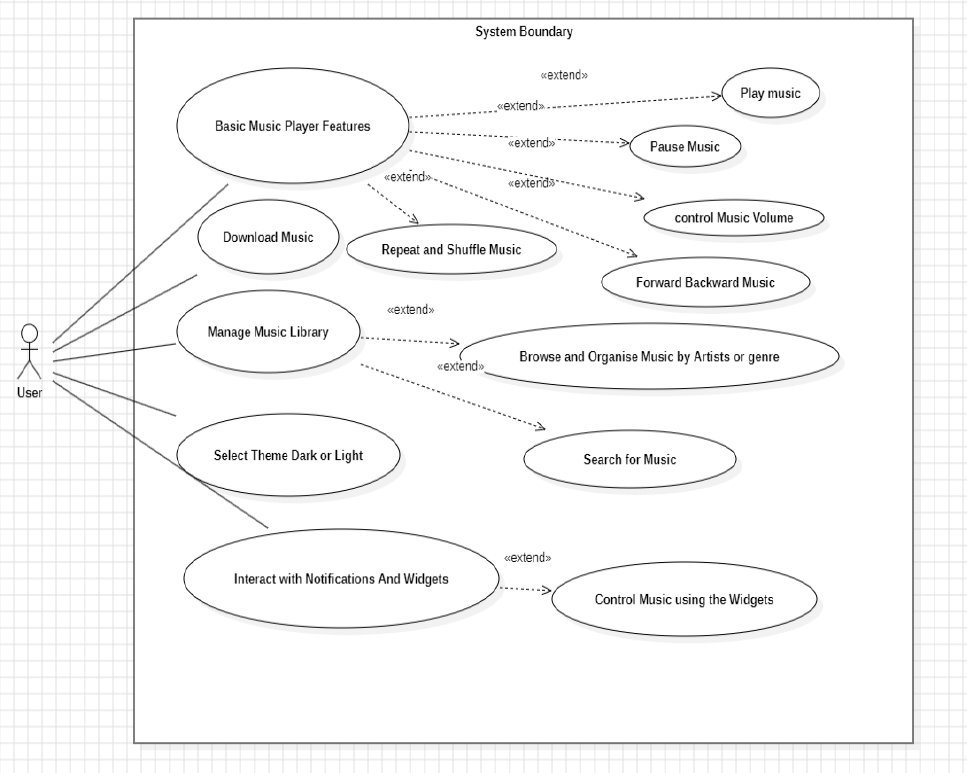 System Boundary
«extend»
Play music
«extend»
Basic Music Player Features
«extend»
Pause Music
«extend»
«extend»
control Music Volume
Download Music
Repeat and Shuffle Music
Forward Backward Music
«extend»
Manage Music Library
Browse and Organise Music by Artists or genre
«extend»
User
Select Theme Dark or Light
Search for Music
«extend»
Interact with Notifications And Widgets
Control Music using the Widgets